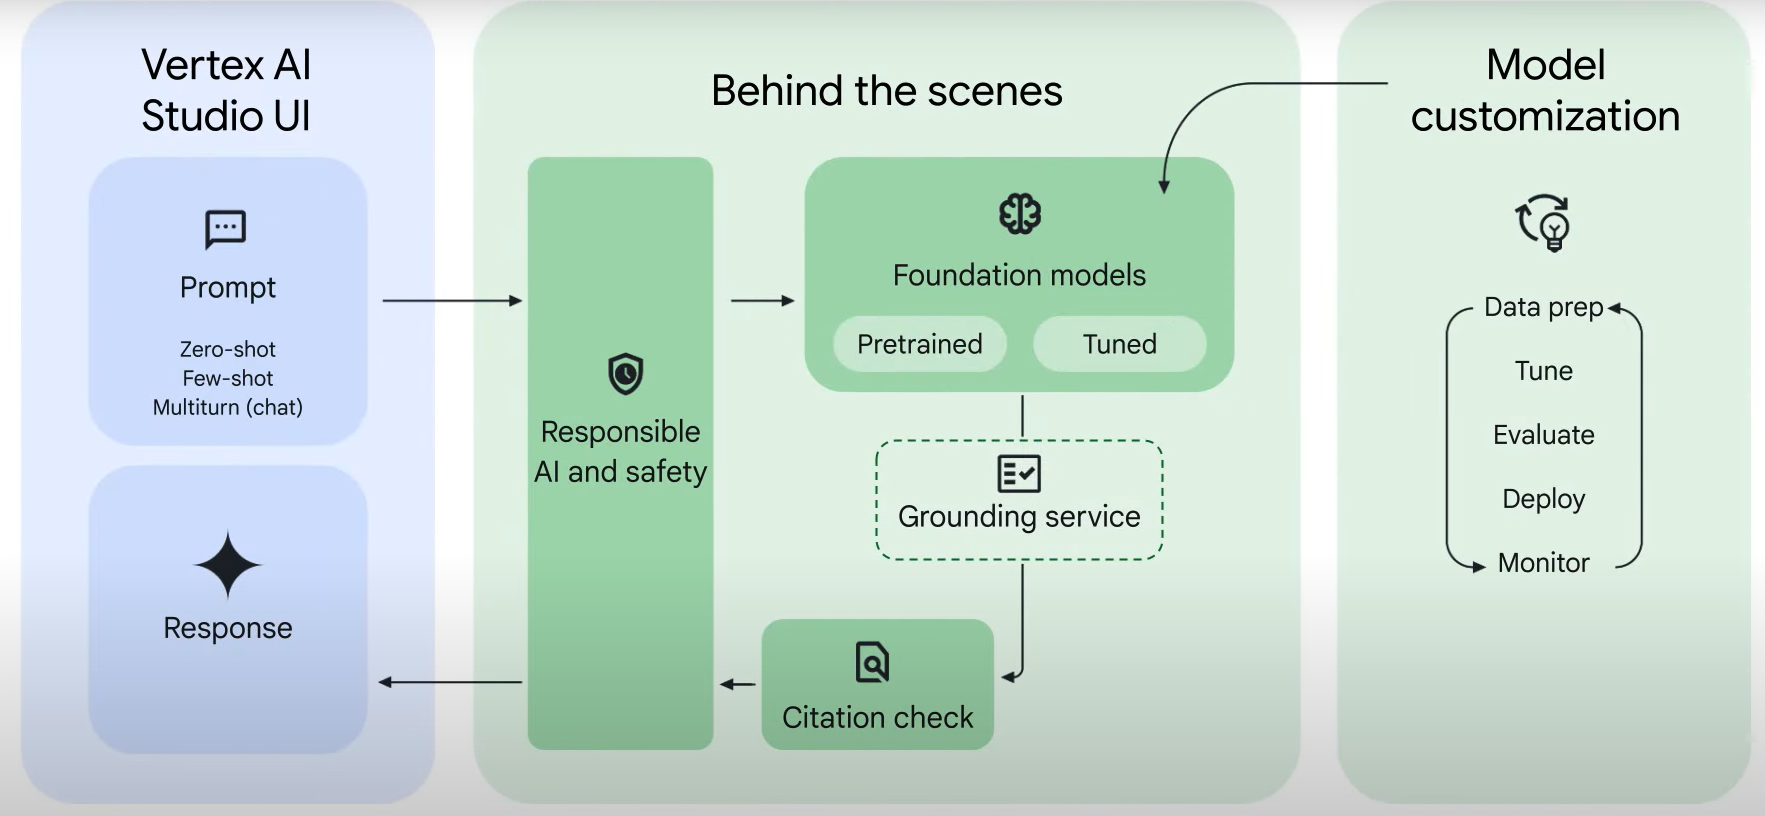 Vertex AI
Studio UI
Prompt
Zero-shot
Few-shot
Multiturn (chat)
Response
Behind the scenes
Responsible
AI and safety
Foundation models
Pretrained
Tuned
Grounding service
Citation check
Model
customization
Data prep
Tune
Evaluate
Deploy
Monitor